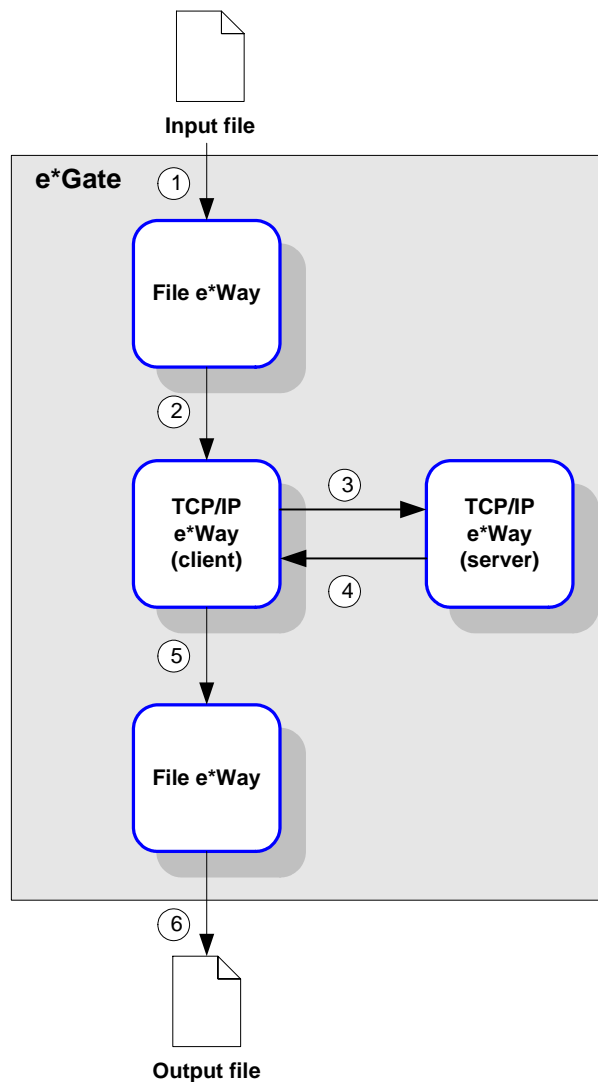 Input file
e*Gate
1
File e*Way
2
TCP/IP
e*Way
(client)
3
TCP/IP
e*Way
(server)
4
5
File e*Way
6
Output file